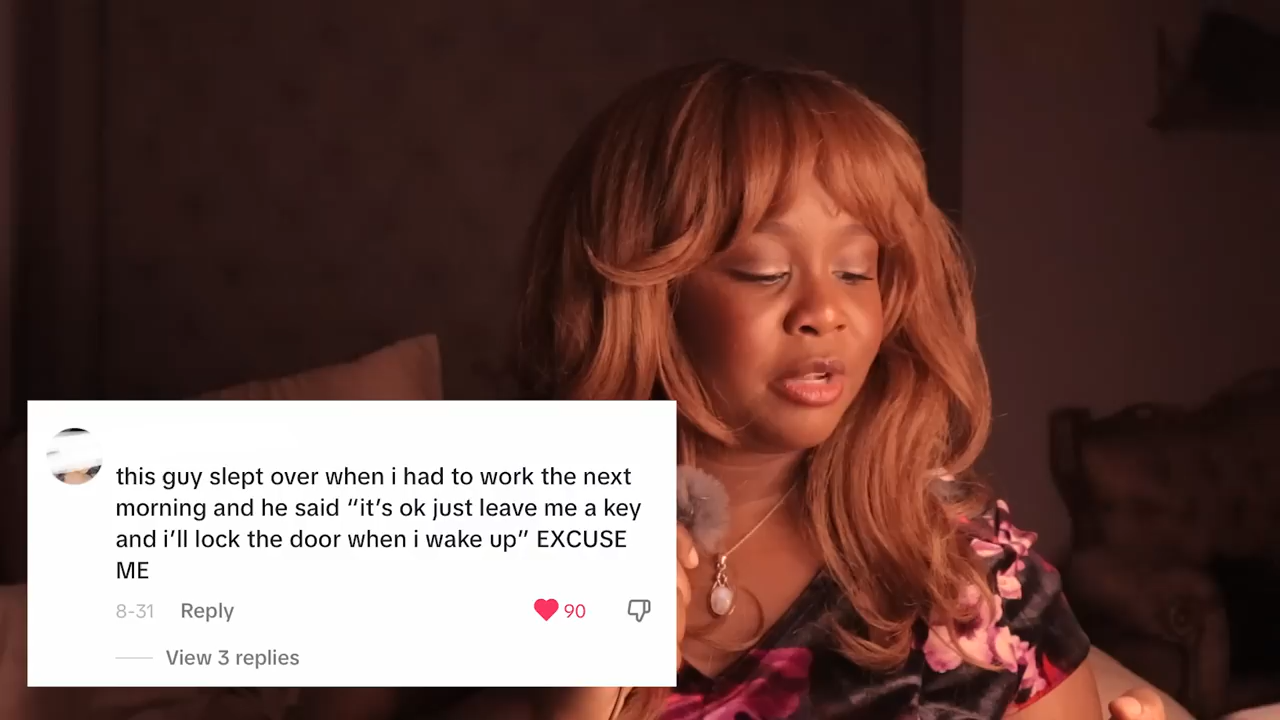 this guy slept over when i had to work the next
morning and he said “it’s ok just leave me a key
and i’ll lock the door when i wake up” EXCUSE
ME
8-31 Reply 90
View 3 replies